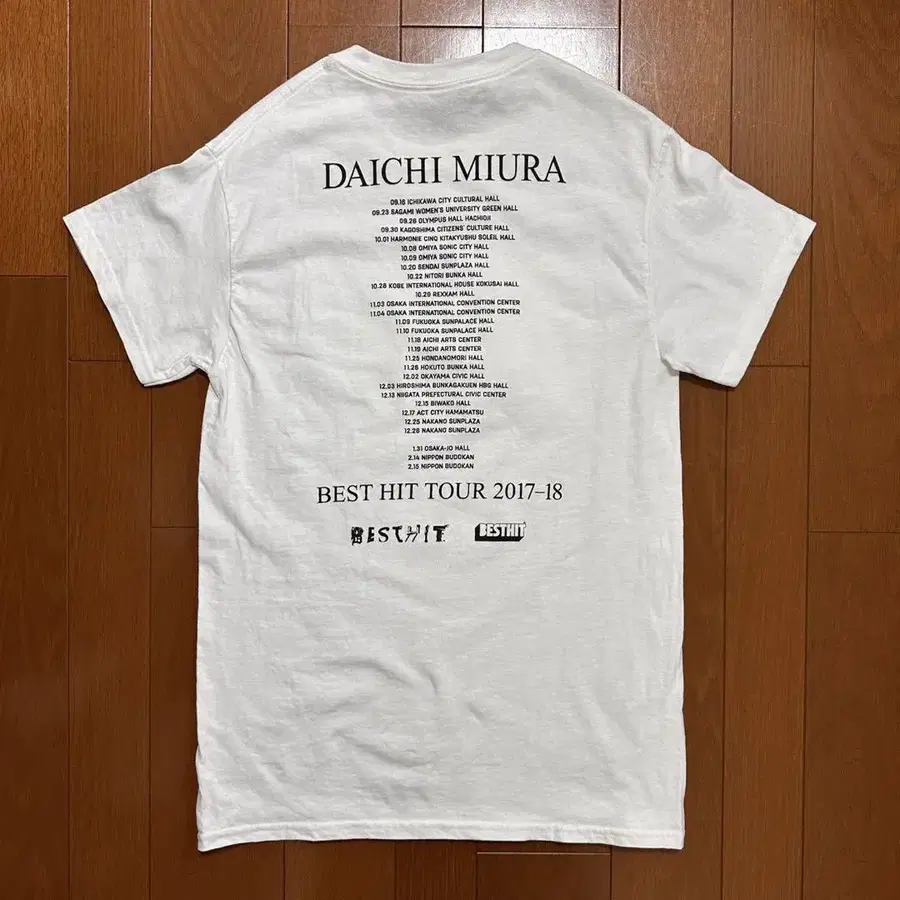 DAICHI MIURA
09.16 ICHIKAWA CITY CULTURAL HALL
09.23 SAGAMI WOMEN'S UNIVERSITY GREEN HALL
09.26 OLYMPUS HALL HACHIOJI
09.30 KAGOSHIMA CITIZENS' CULTURE HALL
10.01 HARMONIE CINQ KITAKYUSHU SOLEIL HALL
10.08 OMIYA SONIC CITY HALL
10.09 OMIYA SONIC CITY HALL
10.20 SENDAI SUNPLAZA HALL
10.22 NITORI BUNKA HALL
10.28 KOBE INTERNATIONAL HOUSE KOKUSAI HALL
10.29 REXXAM HALL
11.03 OSAKA INTERNATIONAL CONVENTION CENTER
11.04 OSAKA INTERNATIONAL CONVENTION CENTER
11.09 FUKUOKA SUNPALACE HALL
11.10 FUKUOKA SUNPALACE HALL
11.18 AICHI ARTS CENTER
11.19 AICHI ARTS CENTER
11.25 HONDANOMORI HALL
11.26 HOKUTO BUNKA HALL
12.02 OKAYAMA CIVIC HALL
12.03 HIROSHIMA BUNKAGAKUEN HBG HALL
12.13 NIIGATA PREFECTURAL CIVIC CENTER
12.15 BIWAKO HALL
12.17 ACT CITY HAMAMATSU
12.25 NAKANO SUNPLAZA
12.26 NAKANO SUNPLAZA
1.31 OSAKA-JO HALL
2.14 NIPPON BUDOKAN
2.15 NIPPON BUDOKAN
BEST HIT TOUR 2017–18
BESTHIT BESTHIT